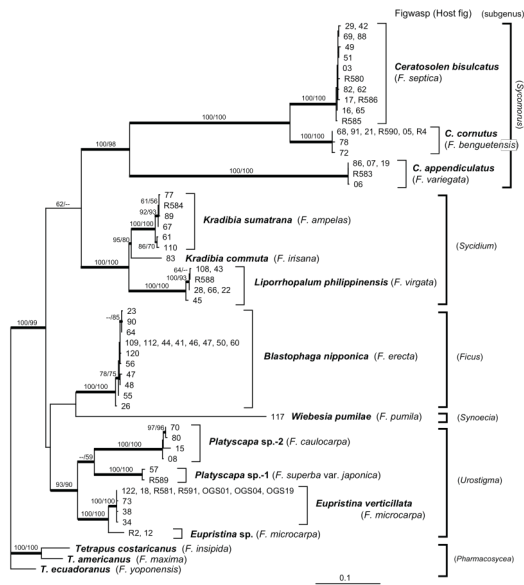 Figwasp (Host fig) (subgenus)
29, 42
69, 88
49
51
03
R580
82, 62
17, R586
16, 65
R585
Ceratosolen bisulcatus
(F. septica)
100/100
100/100
68, 91, 21, R590, 05, R4
78
72
C. cornutus
(F. benguetensis)
100/100
100/98
86, 07, 19
R583
06
C. appendiculatus
(F. variegata)
100/100
(Sycomorus)
62/--
77
R584
89
67
61
110
61/56
92/93
100/100
86/70
Kradibia sumatrana (F. ampelas)
95/80
83 Kradibia commuta (F. irisana)
100/100
64/--
100/93
108, 43
R588
28, 66, 22
45
100/100
Liporrhopalum philippinensis (F. virgata)
(Sycidium)
100/99
23
90
64
--/85
109, 112, 44, 41, 46, 47, 50, 60
120
56
47
48
55
26
78/75
100/100
Blastophaga nipponica (F. erecta)
(Ficus)
117 Wiebesia pumilae (F. pumila)
(Synoecia)
97/96
70
80
15
08
100/100
Platyscapa sp.-2 (F. caulocarpa)
--/59
57
R589
100/100
Platyscapa sp.-1 (F. superba var. japonica)
93/90
122, 18, R581, R591, OGS01, OGS04, OGS19
73
38
34
100/100
Eupristina verticillata
(F. microcarpa)
100/100
R2, 12 Eupristina sp. (F. microcarpa)
(Urostigma)
100/100
Tetrapus costaricanus (F. insipida)
T. americanus (F. maxima)
T. ecuadoranus (F. yoponensis)
(Pharmacosycea)
0.1